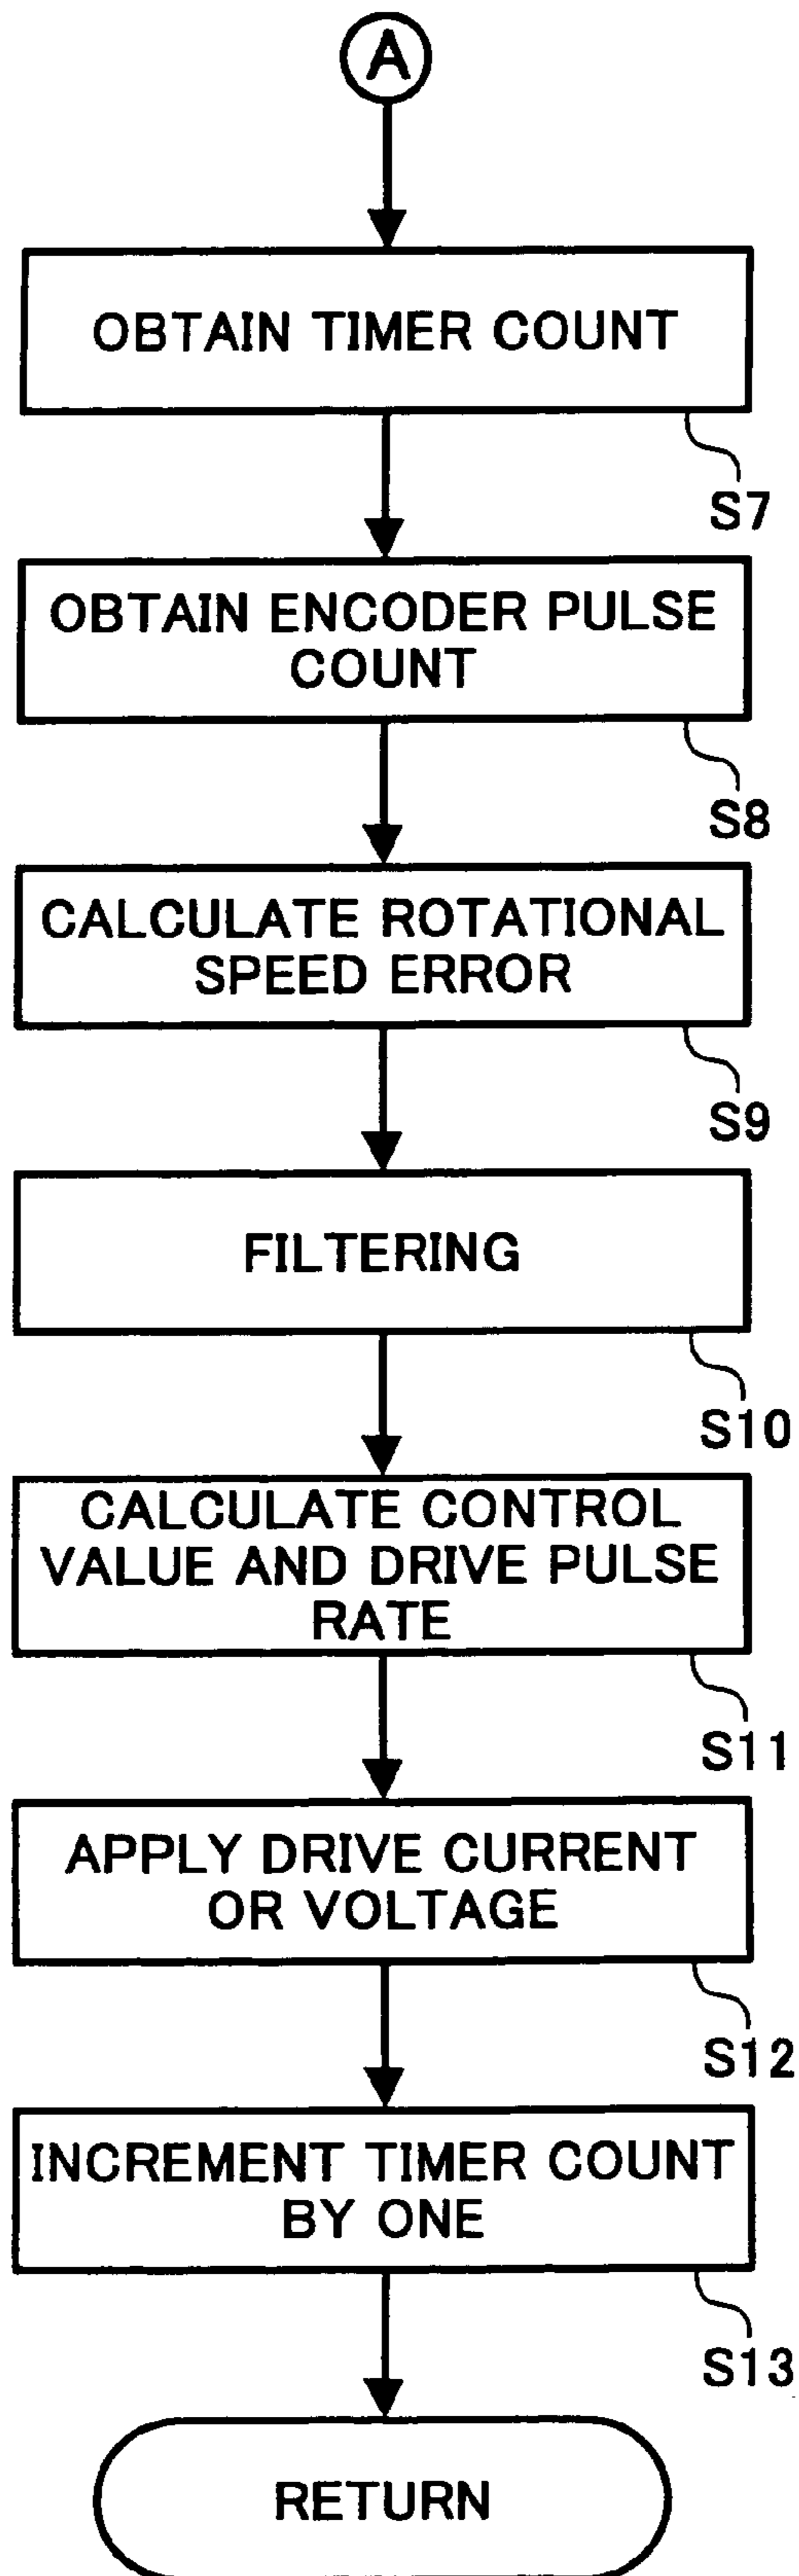 A
OBTAIN TIMER COUNT
S7
OBTAIN ENCODER PULSE
COUNT
S8
CALCULATE ROTATIONAL
SPEED ERROR
S9
FILTERING
S10
CALCULATE CONTROL
VALUE AND DRIVE PULSE
RATE
S11
APPLY DRIVE CURRENT
OR VOLTAGE
S12
INCREMENT TIMER COUNT
BY ONE
S13
RETURN